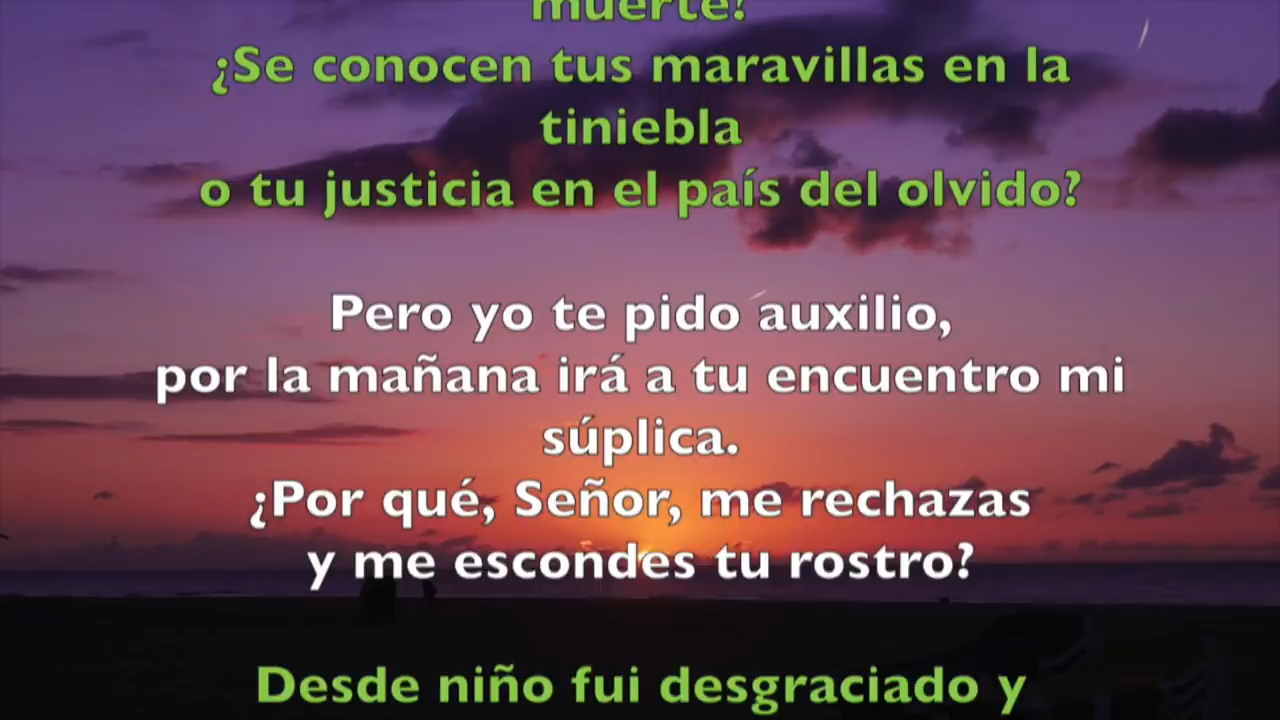 muerte?
¿Se conocen tus maravillas en la
tiniebla
o tu justicia en el país del olvido?
Pero yo te pido auxilio,
por la mañana irá a tu encuentro mi
súplica.
¿Por qué, Señor, me rechazas
y me escondes tu rostro?
Desde niño fui desgraciado y